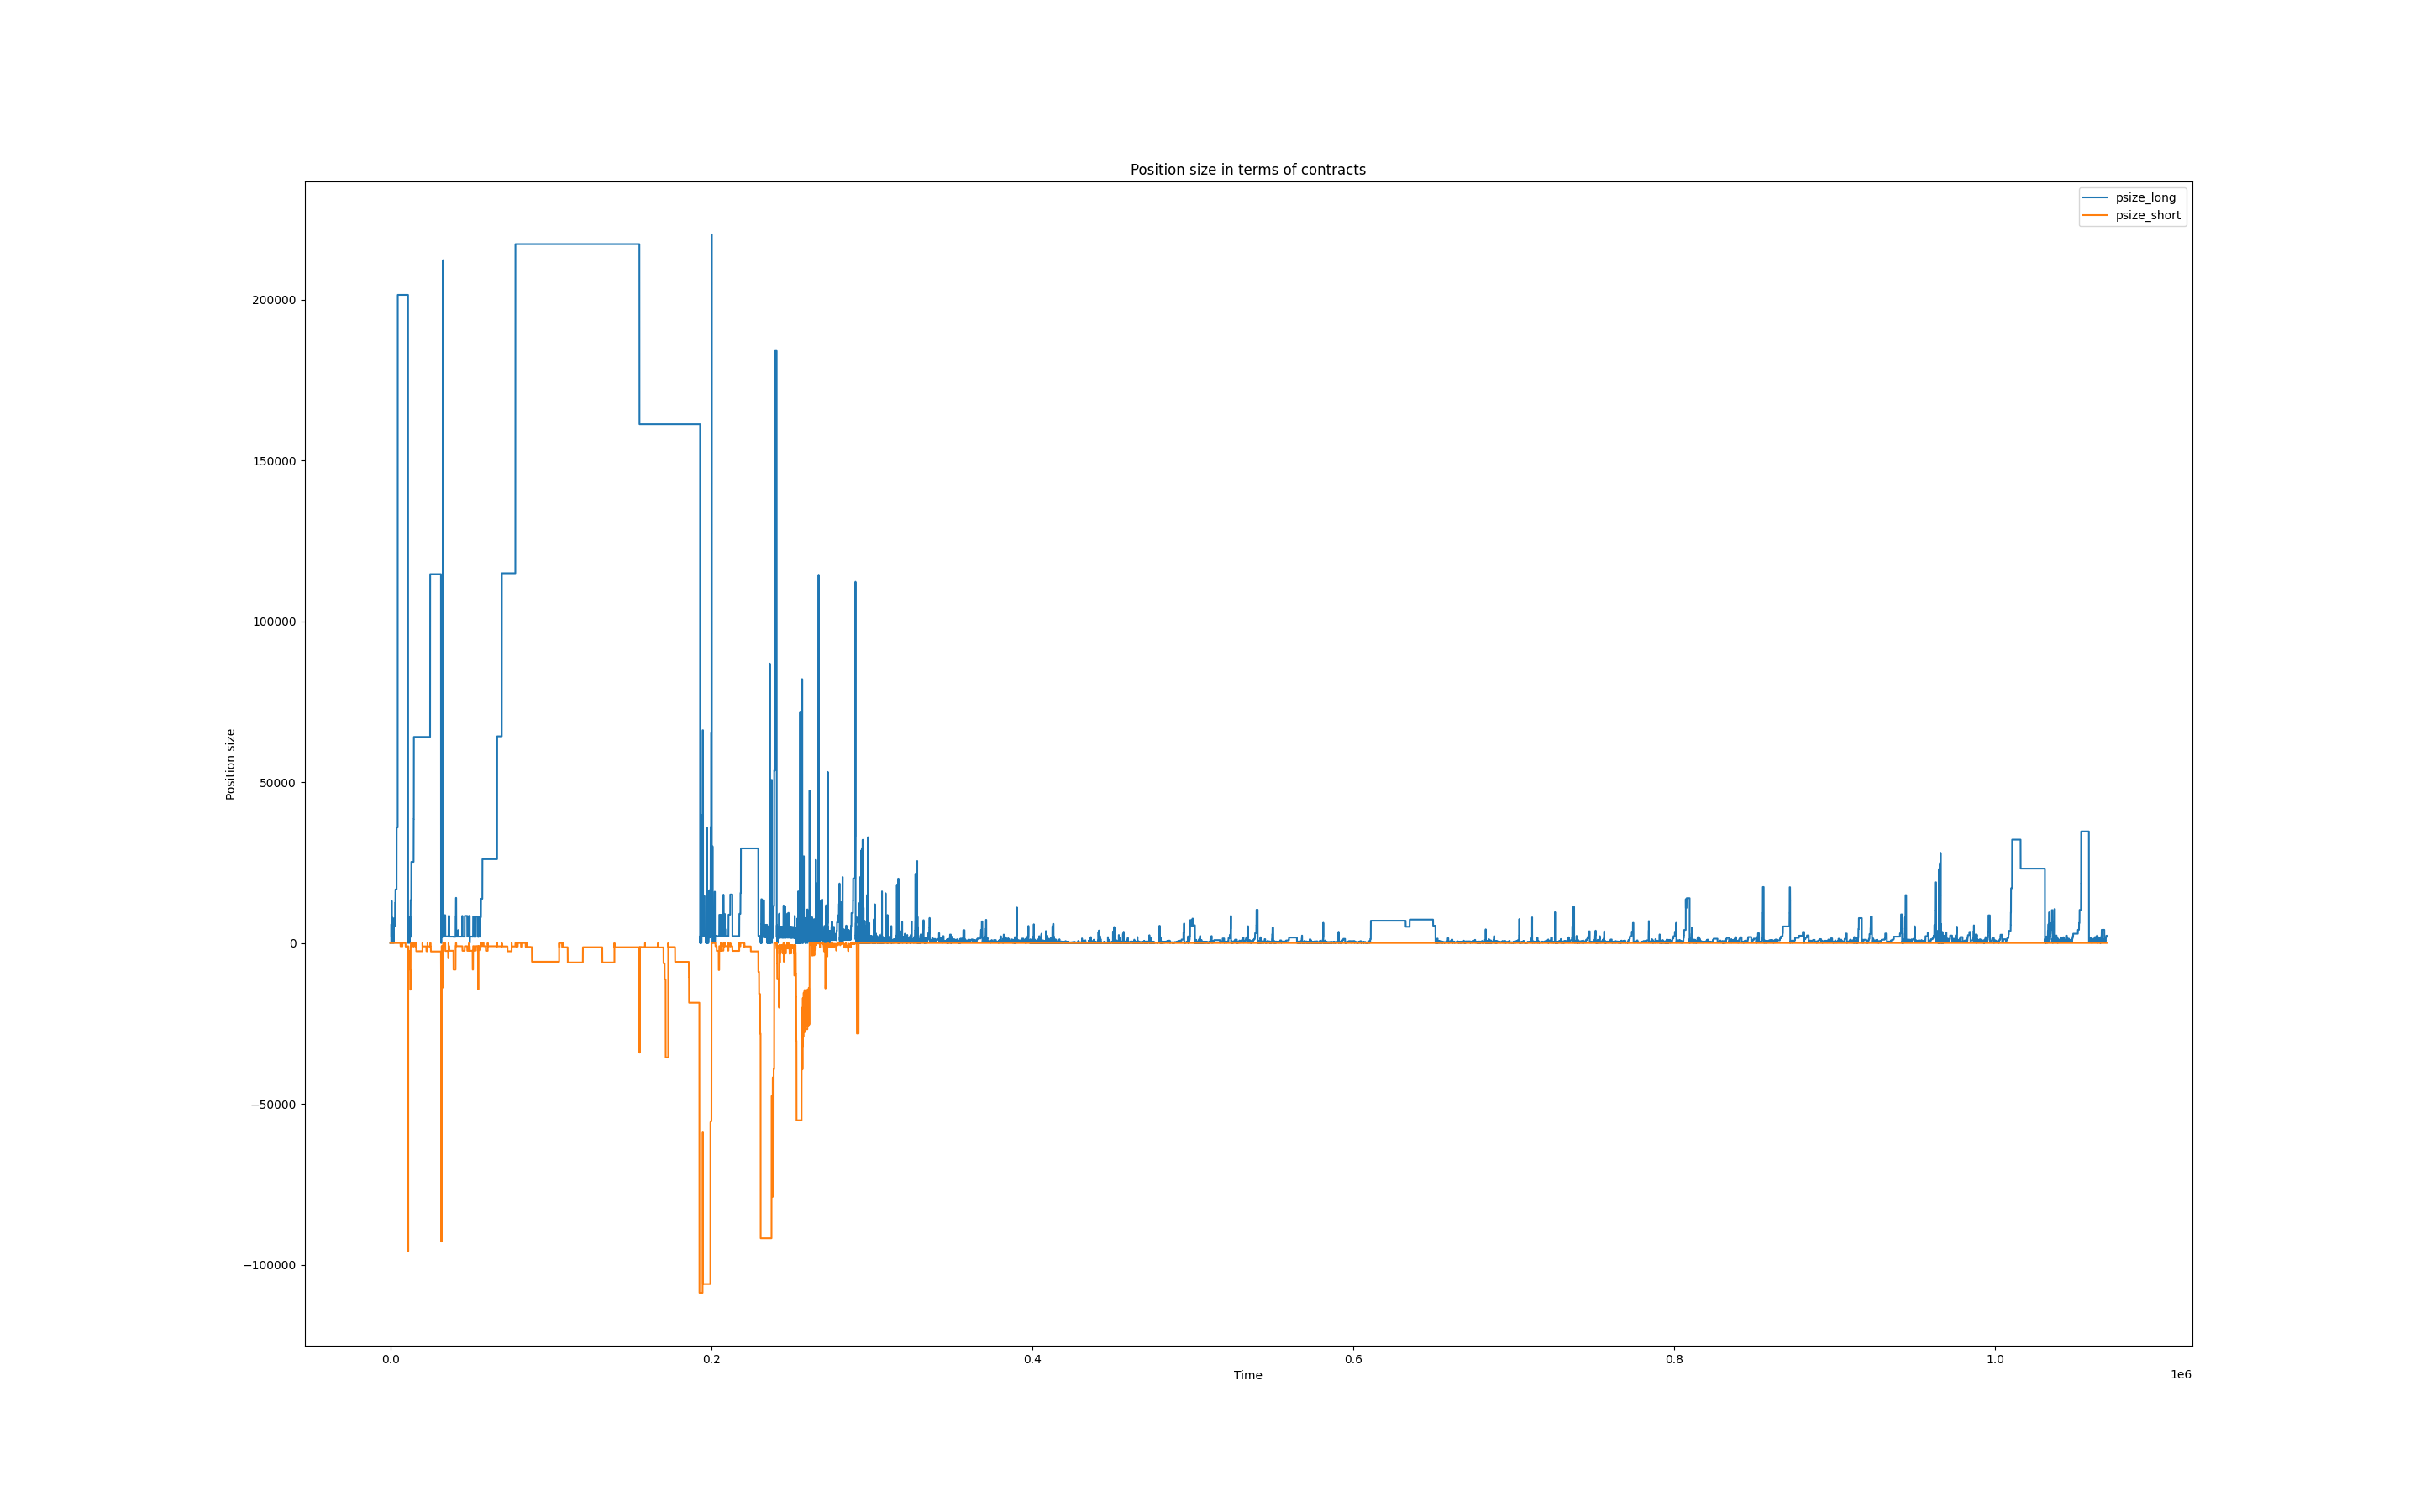 Position size in terms of contracts
psize_long
psize_short
200000
150000
100000
50000
0
−50000
−100000
Position size
0.0 0.2 0.4 0.6 0.8 1.0
Time
1e6